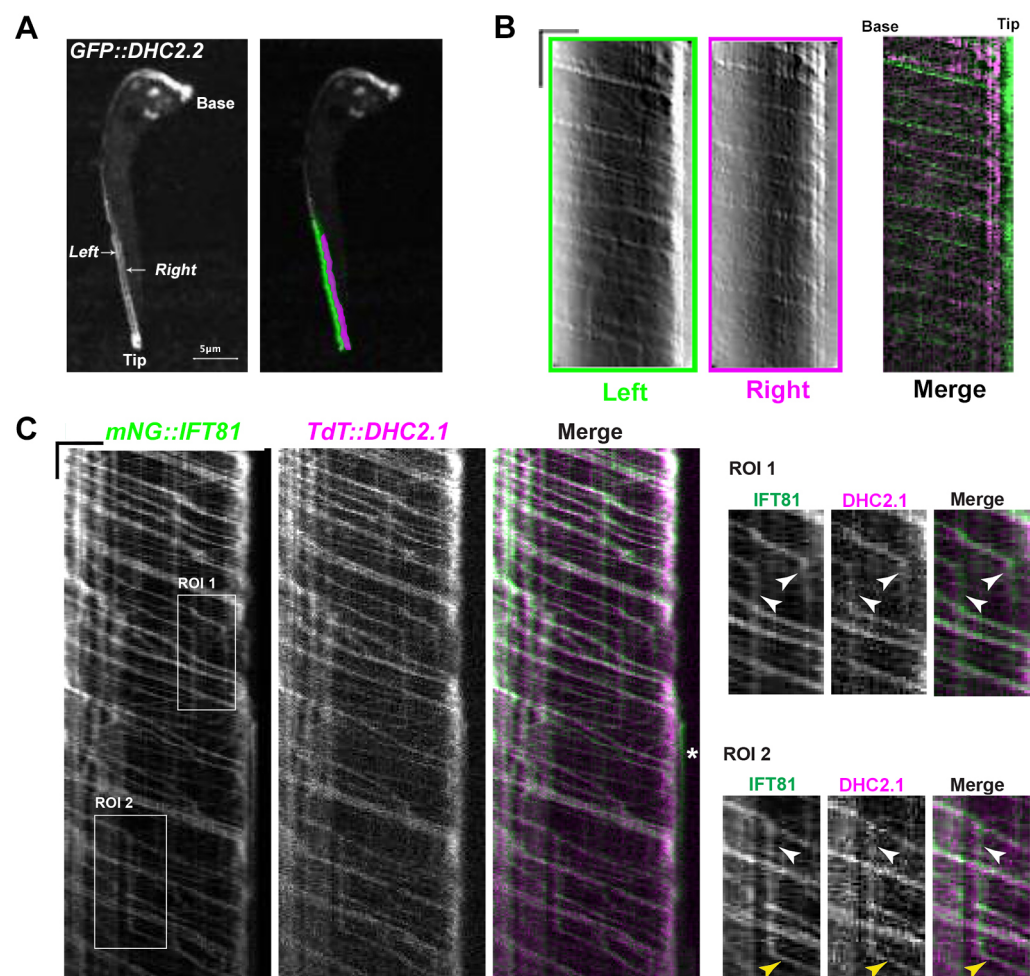 A
GFP::DHC2.2
Base
Left
Right
Tip
5µm
B
Base
Tip
Left
Right
Merge
C
mNG::IFT81
TdT::DHC2.1
Merge
ROI 1
ROI 2
*
ROI 1
IFT81
DHC2.1
Merge
ROI 2
IFT81
DHC2.1
Merge